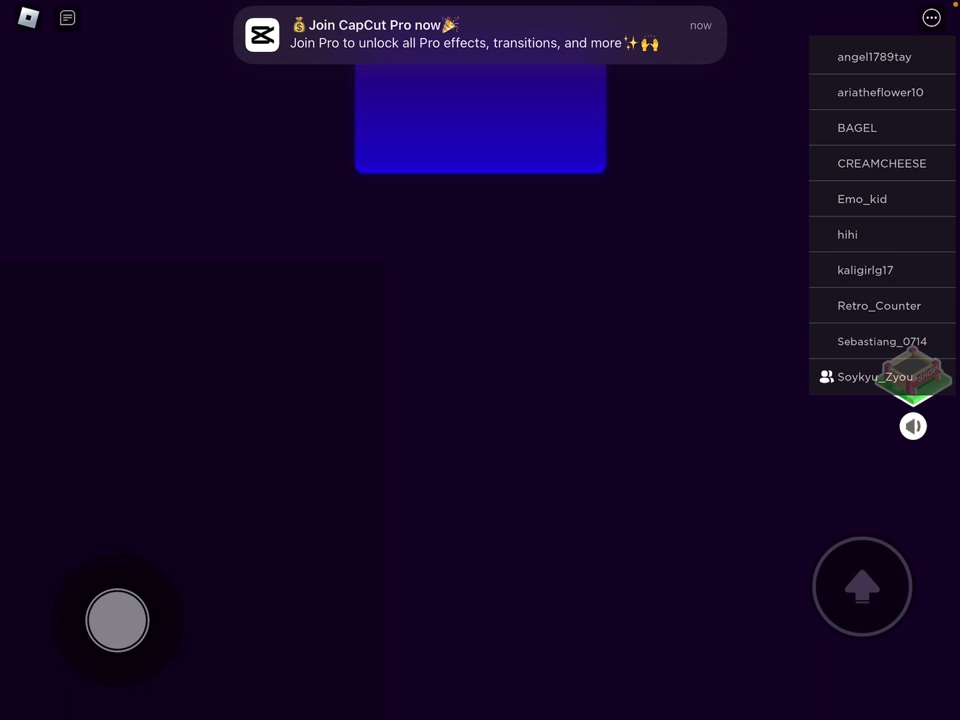 💰Join CapCut Pro now🎉
now
Join Pro to unlock all Pro effects, transitions, and more✨🙌
angel1789tay
ariatheflower10
BAGEL
CREAMCHEESE
Emo_kid
hihi
kaligirlg17
Retro_Counter
Sebastiang_0714
Soykyu_Zyou
SHOP